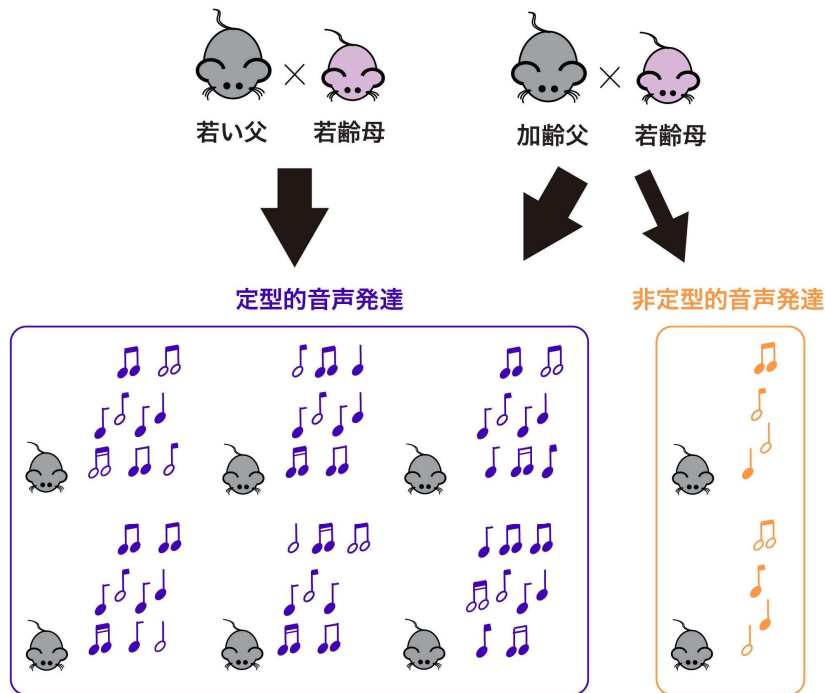 ×
×
若い父
若齢母
加齢父
若齢母
定型的音声発達
非定型的音声発達